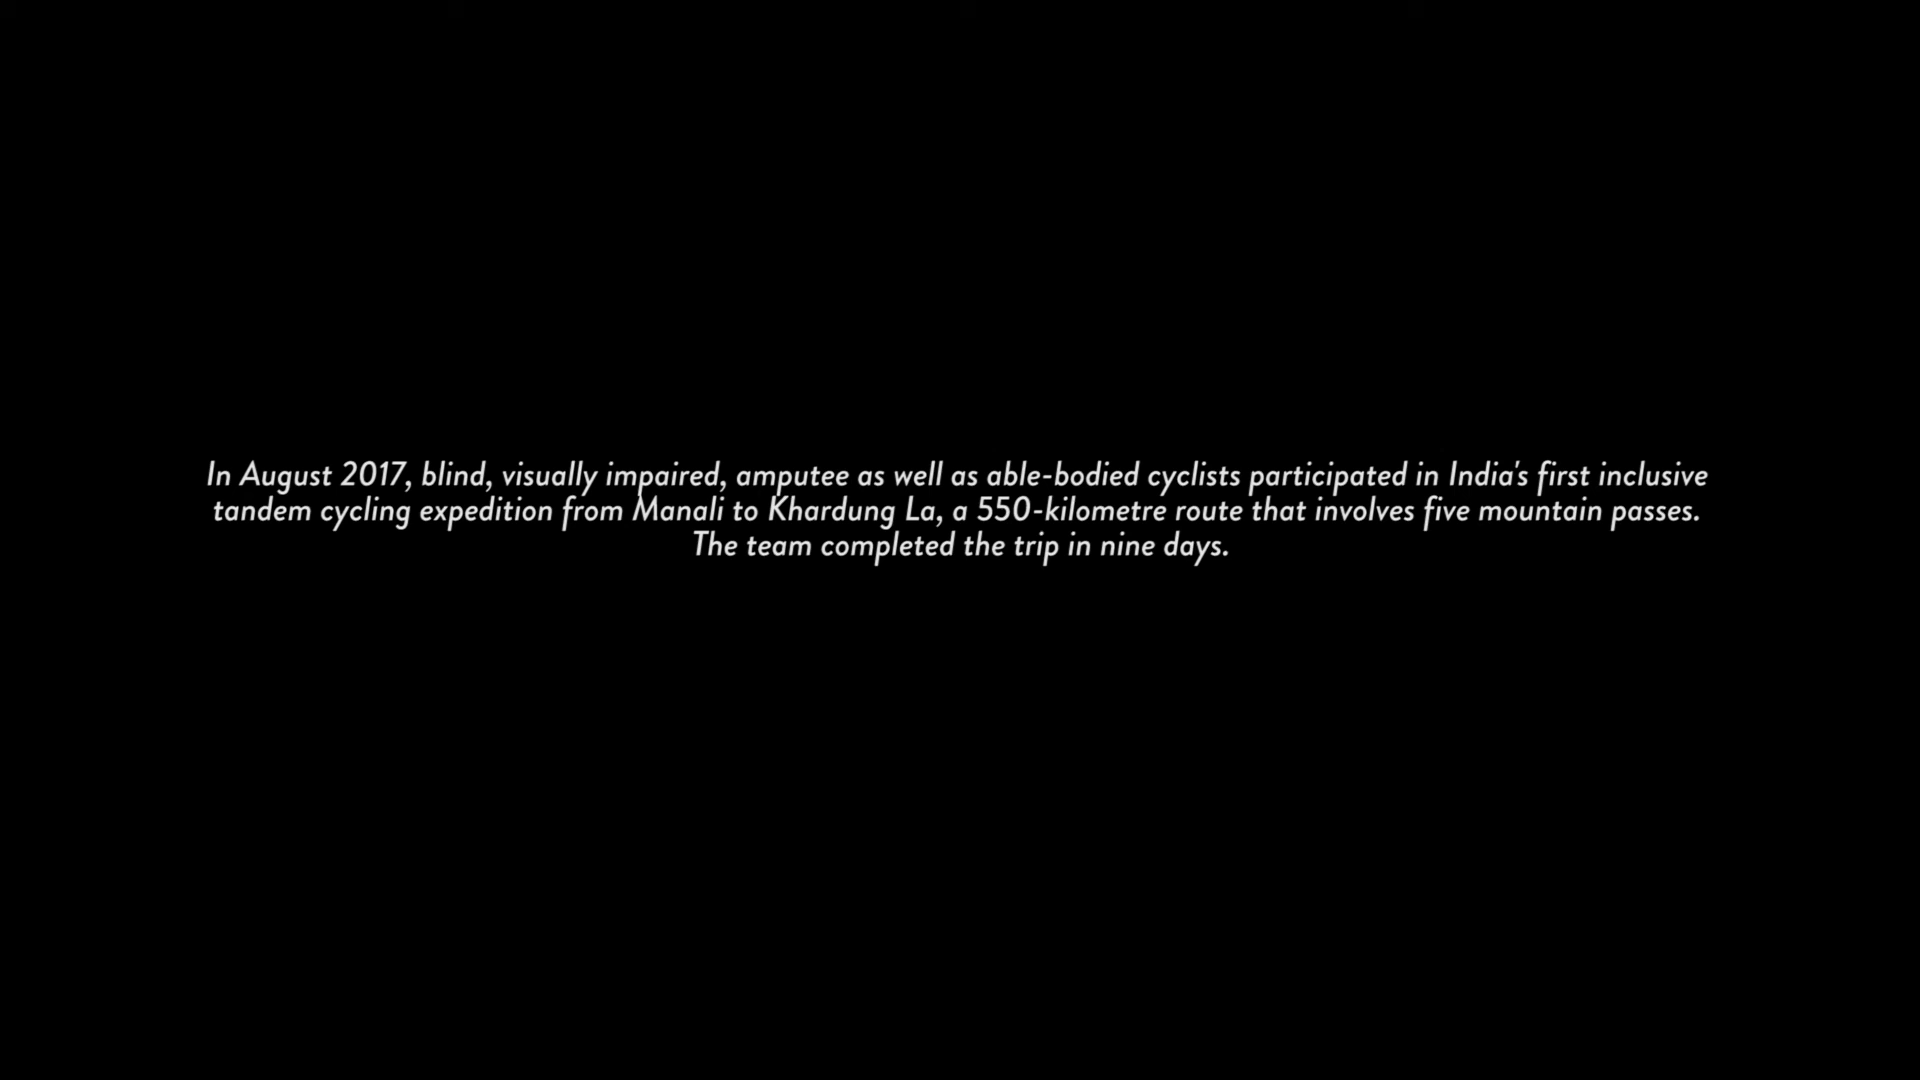 In August 2017, blind, visually impaired, amputee as well as able-bodied cyclists participated in India's first inclusive
tandem cycling expedition from Manali to Khardung La, a 550-kilometre route that involves five mountain passes.
The team completed the trip in nine days.